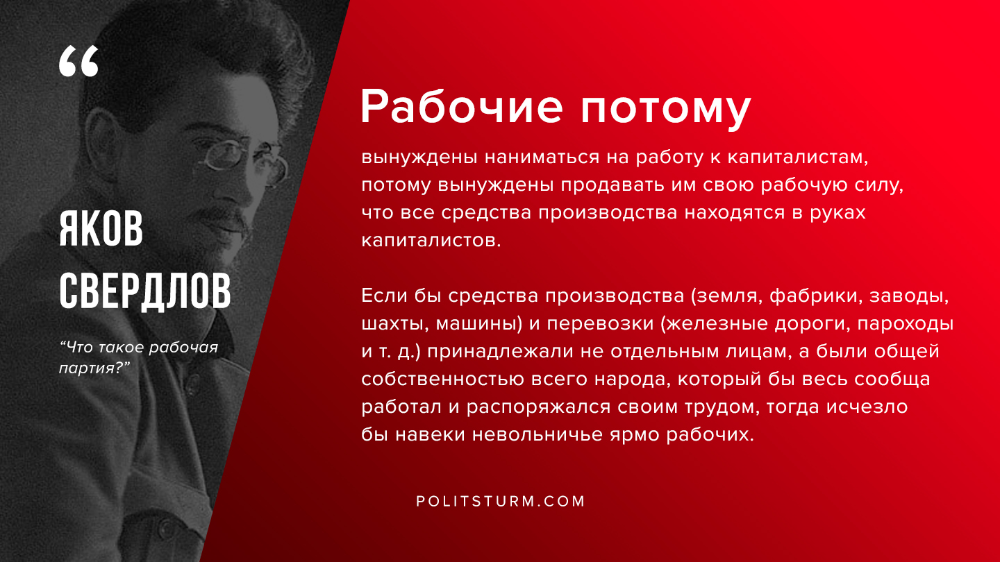 “
ЯКОВ
СВЕРДЛОВ
“Что такое рабочая
партия?”
Рабочие потому
вынуждены наниматься на работу к капиталистам,
потому вынуждены продавать им свою рабочую силу,
что все средства производства находятся в руках
капиталистов.
Если бы средства производства (земля, фабрики, заводы,
шахты, машины) и перевозки (железные дороги, пароходы
и т. д.) принадлежали не отдельным лицам, а были общей
собственностью всего народа, который бы весь сообща
работал и распоряжался своим трудом, тогда исчезло
бы навеки невольничье ярмо рабочих.
POLITSTURM.COM